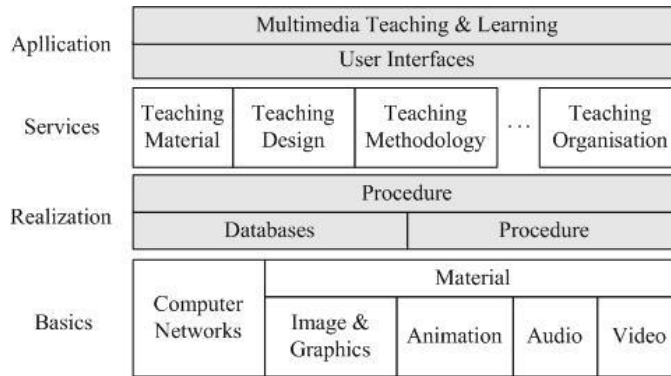 Apllication
Multimedia Teaching & Learning
User Interfaces
Services
Teaching Material
Teaching Design
Teaching Methodology
...
Teaching Organisation
Realization
Procedure
Databases
Procedure
Basics
Computer Networks
Material
Image & Graphics
Animation
Audio
Video